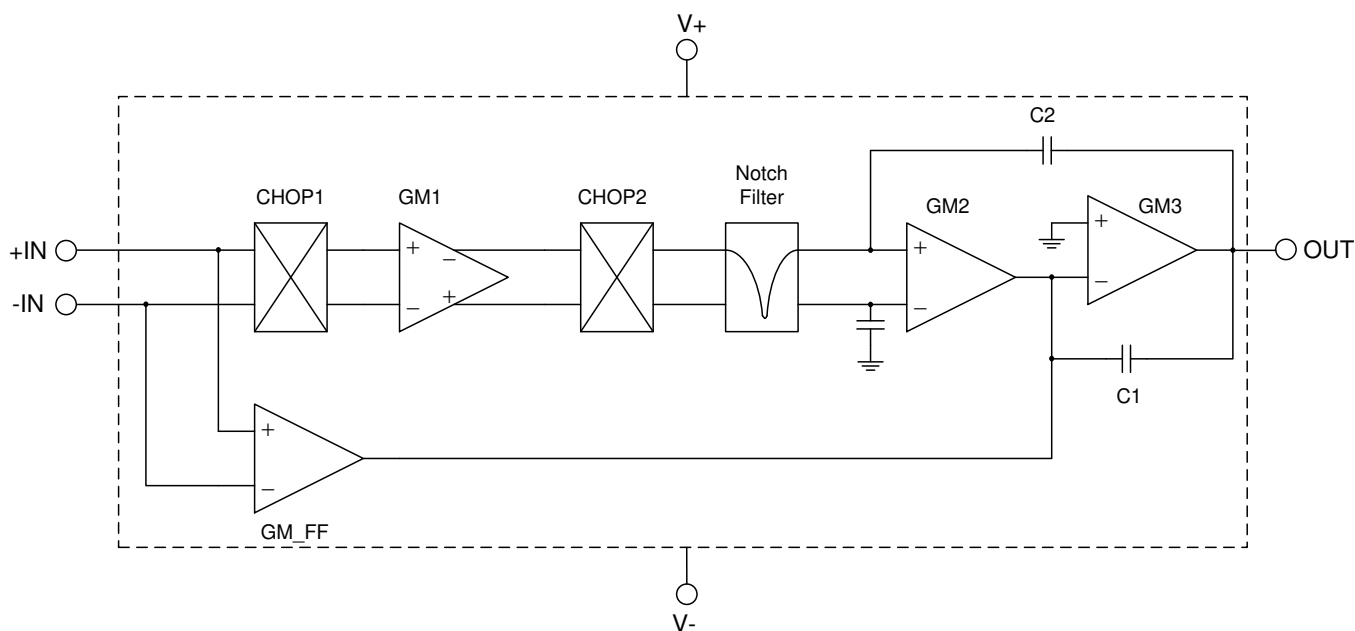 V+
C2
Notch
Filter
CHOP1
GM1
CHOP2
GM2
GM3
+IN
-IN
OUT
+
−
−
+
+
−
+
−
C1
+
−
GM_FF
V-